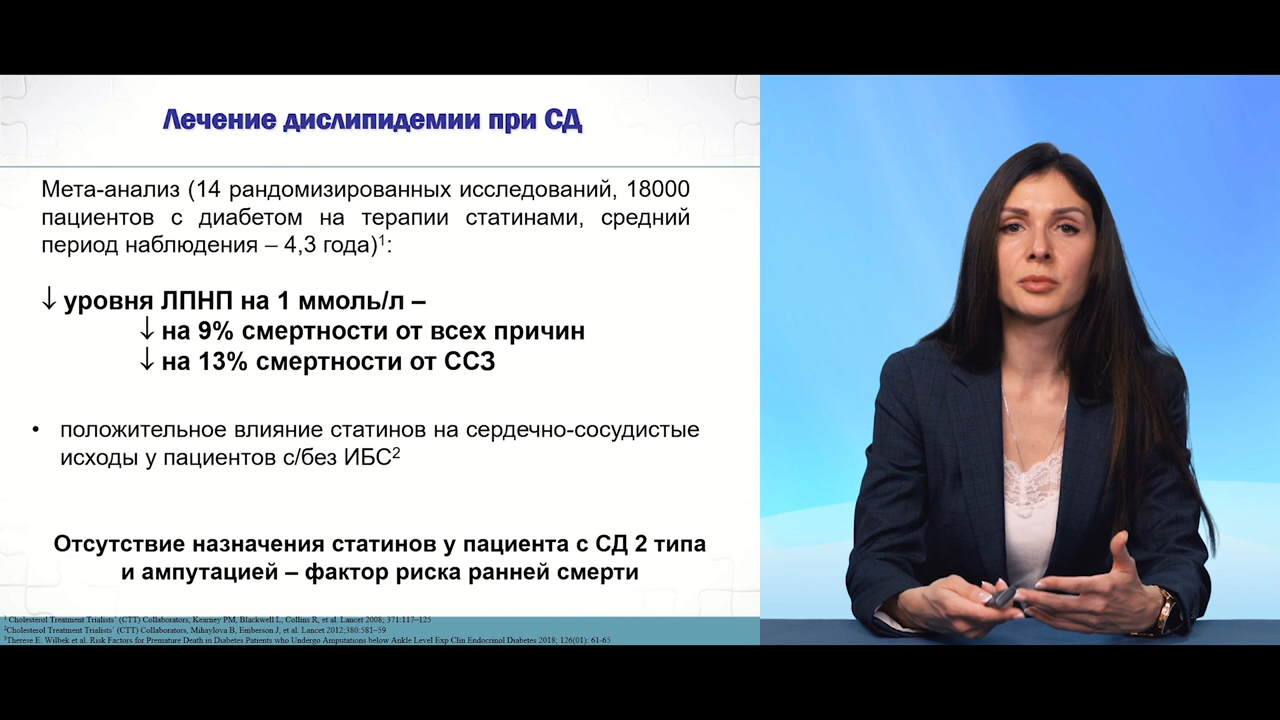 Лечение дислипидемии при СД
Мета-анализ (14 рандомизированных исследований, 18000
пациентов с диабетом на терапии статинами, средний
период наблюдения – 4,3 года)¹:
↓ уровня ЛПНП на 1 ммоль/л –
↓ на 9% смертности от всех причин
↓ на 13% смертности от ССЗ
• положительное влияние статинов на сердечно-сосудистые
исходы у пациентов с/без ИБС²
Отсутствие назначения статинов у пациента с СД 2 типа
и ампутацией – фактор риска ранней смерти
¹ Cholesterol Treatment Trialists' (CTT) Collaborators, Kearney PM, Blackwell L, Collins R, et al. Lancet 2008; 371:117–125
²Cholesterol Treatment Trialists' (CTT) Collaborators, Mihaylova B, Emberson J, et al. Lancet 2012;380:581–59
³Therese E. Wilbek et al. Risk Factors for Premature Death in Diabetes Patients who Undergo Amputations below Ankle Level Exp Clin Endocrinol Diabetes 2018; 126(01): 61-65